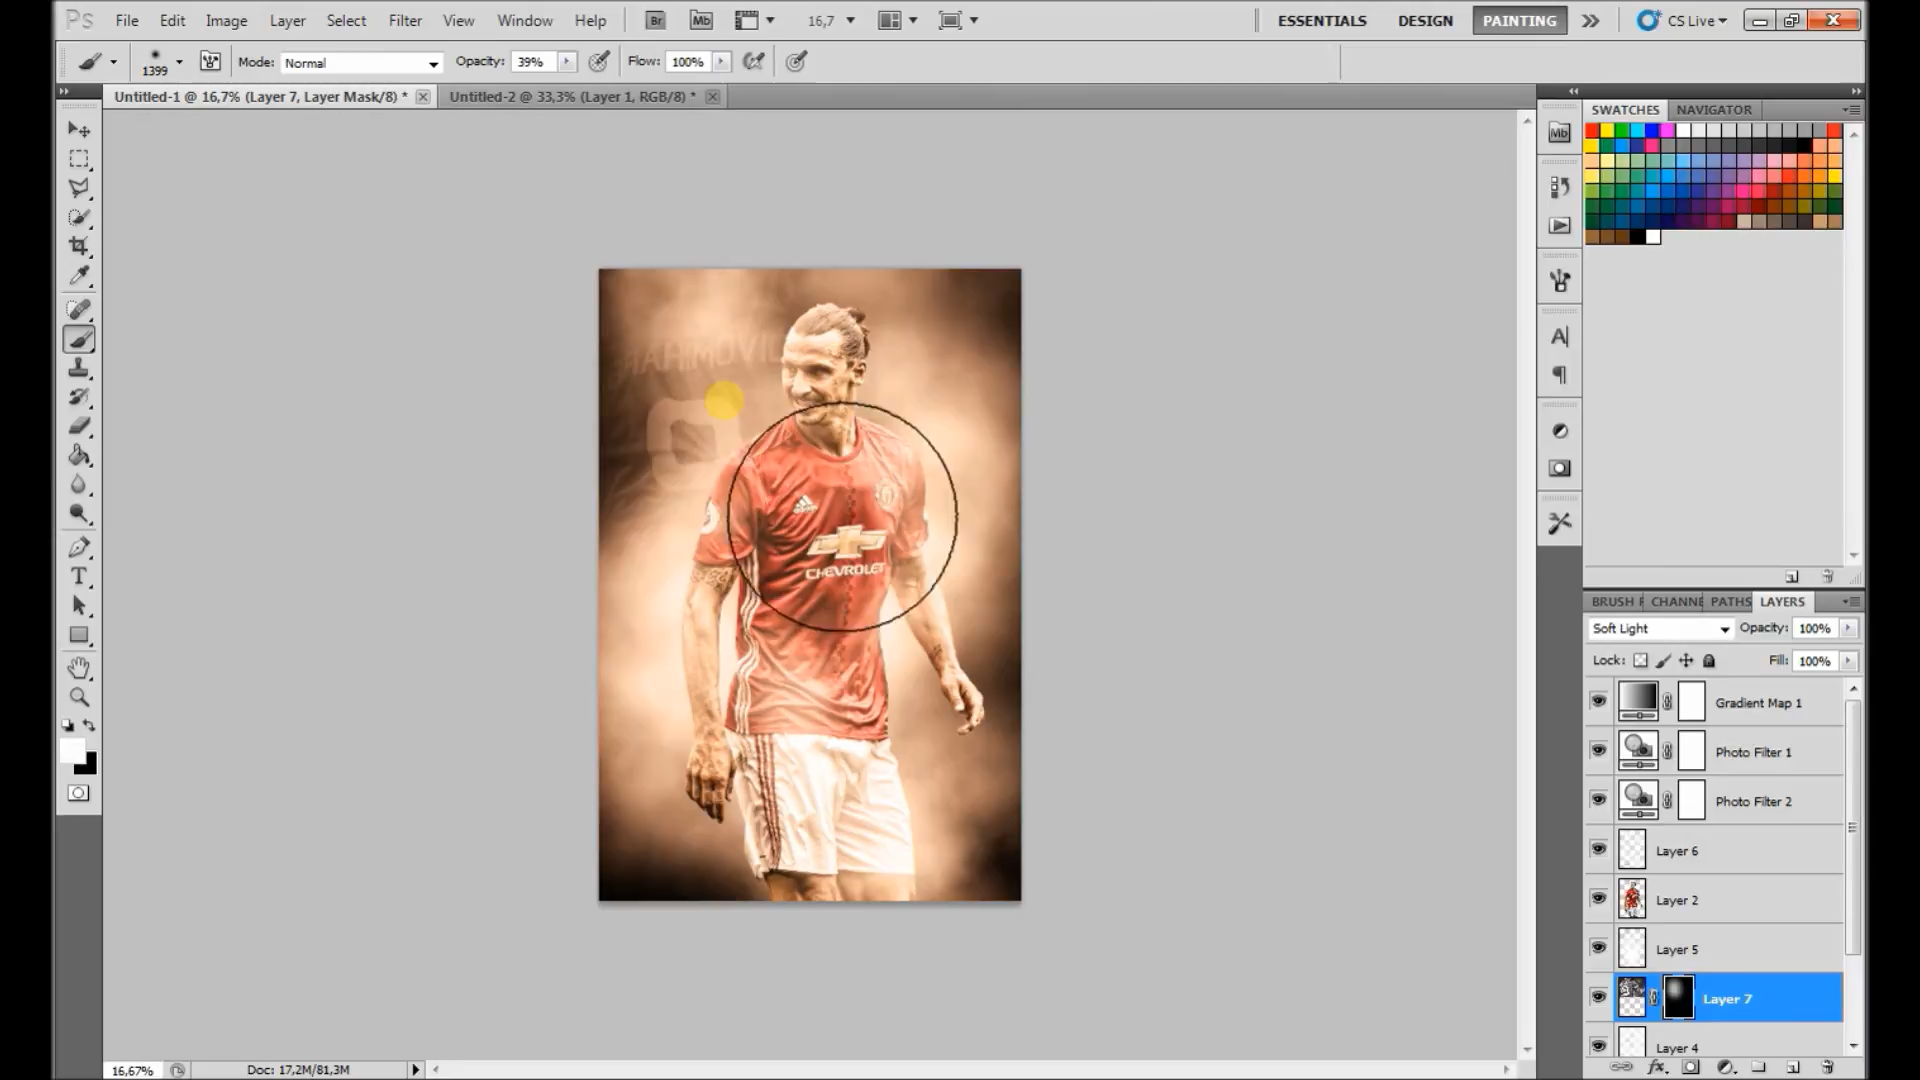 Ps File Edit Image Layer Select Filter View Window Help Br Mb 16,7 ESSENTIALS DESIGN PAINTING CS Live
1399 Mode: Normal Opacity: 39% Flow: 100%
Untitled-1 @ 16,7% (Layer 7, Layer Mask/8) * Untitled-2 @ 33,3% (Layer 1, RGB/8) *
SWATCHES NAVIGATOR
Mb
CHEVROLET
BRUSH CHANNE PATHS LAYERS
Soft Light Opacity: 100%
Lock: Fill: 100%
Gradient Map 1
Photo Filter 1
Photo Filter 2
Layer 6
Layer 2
Layer 5
Layer 7
Layer 4
16,67% Doc: 17,2M/81,3M